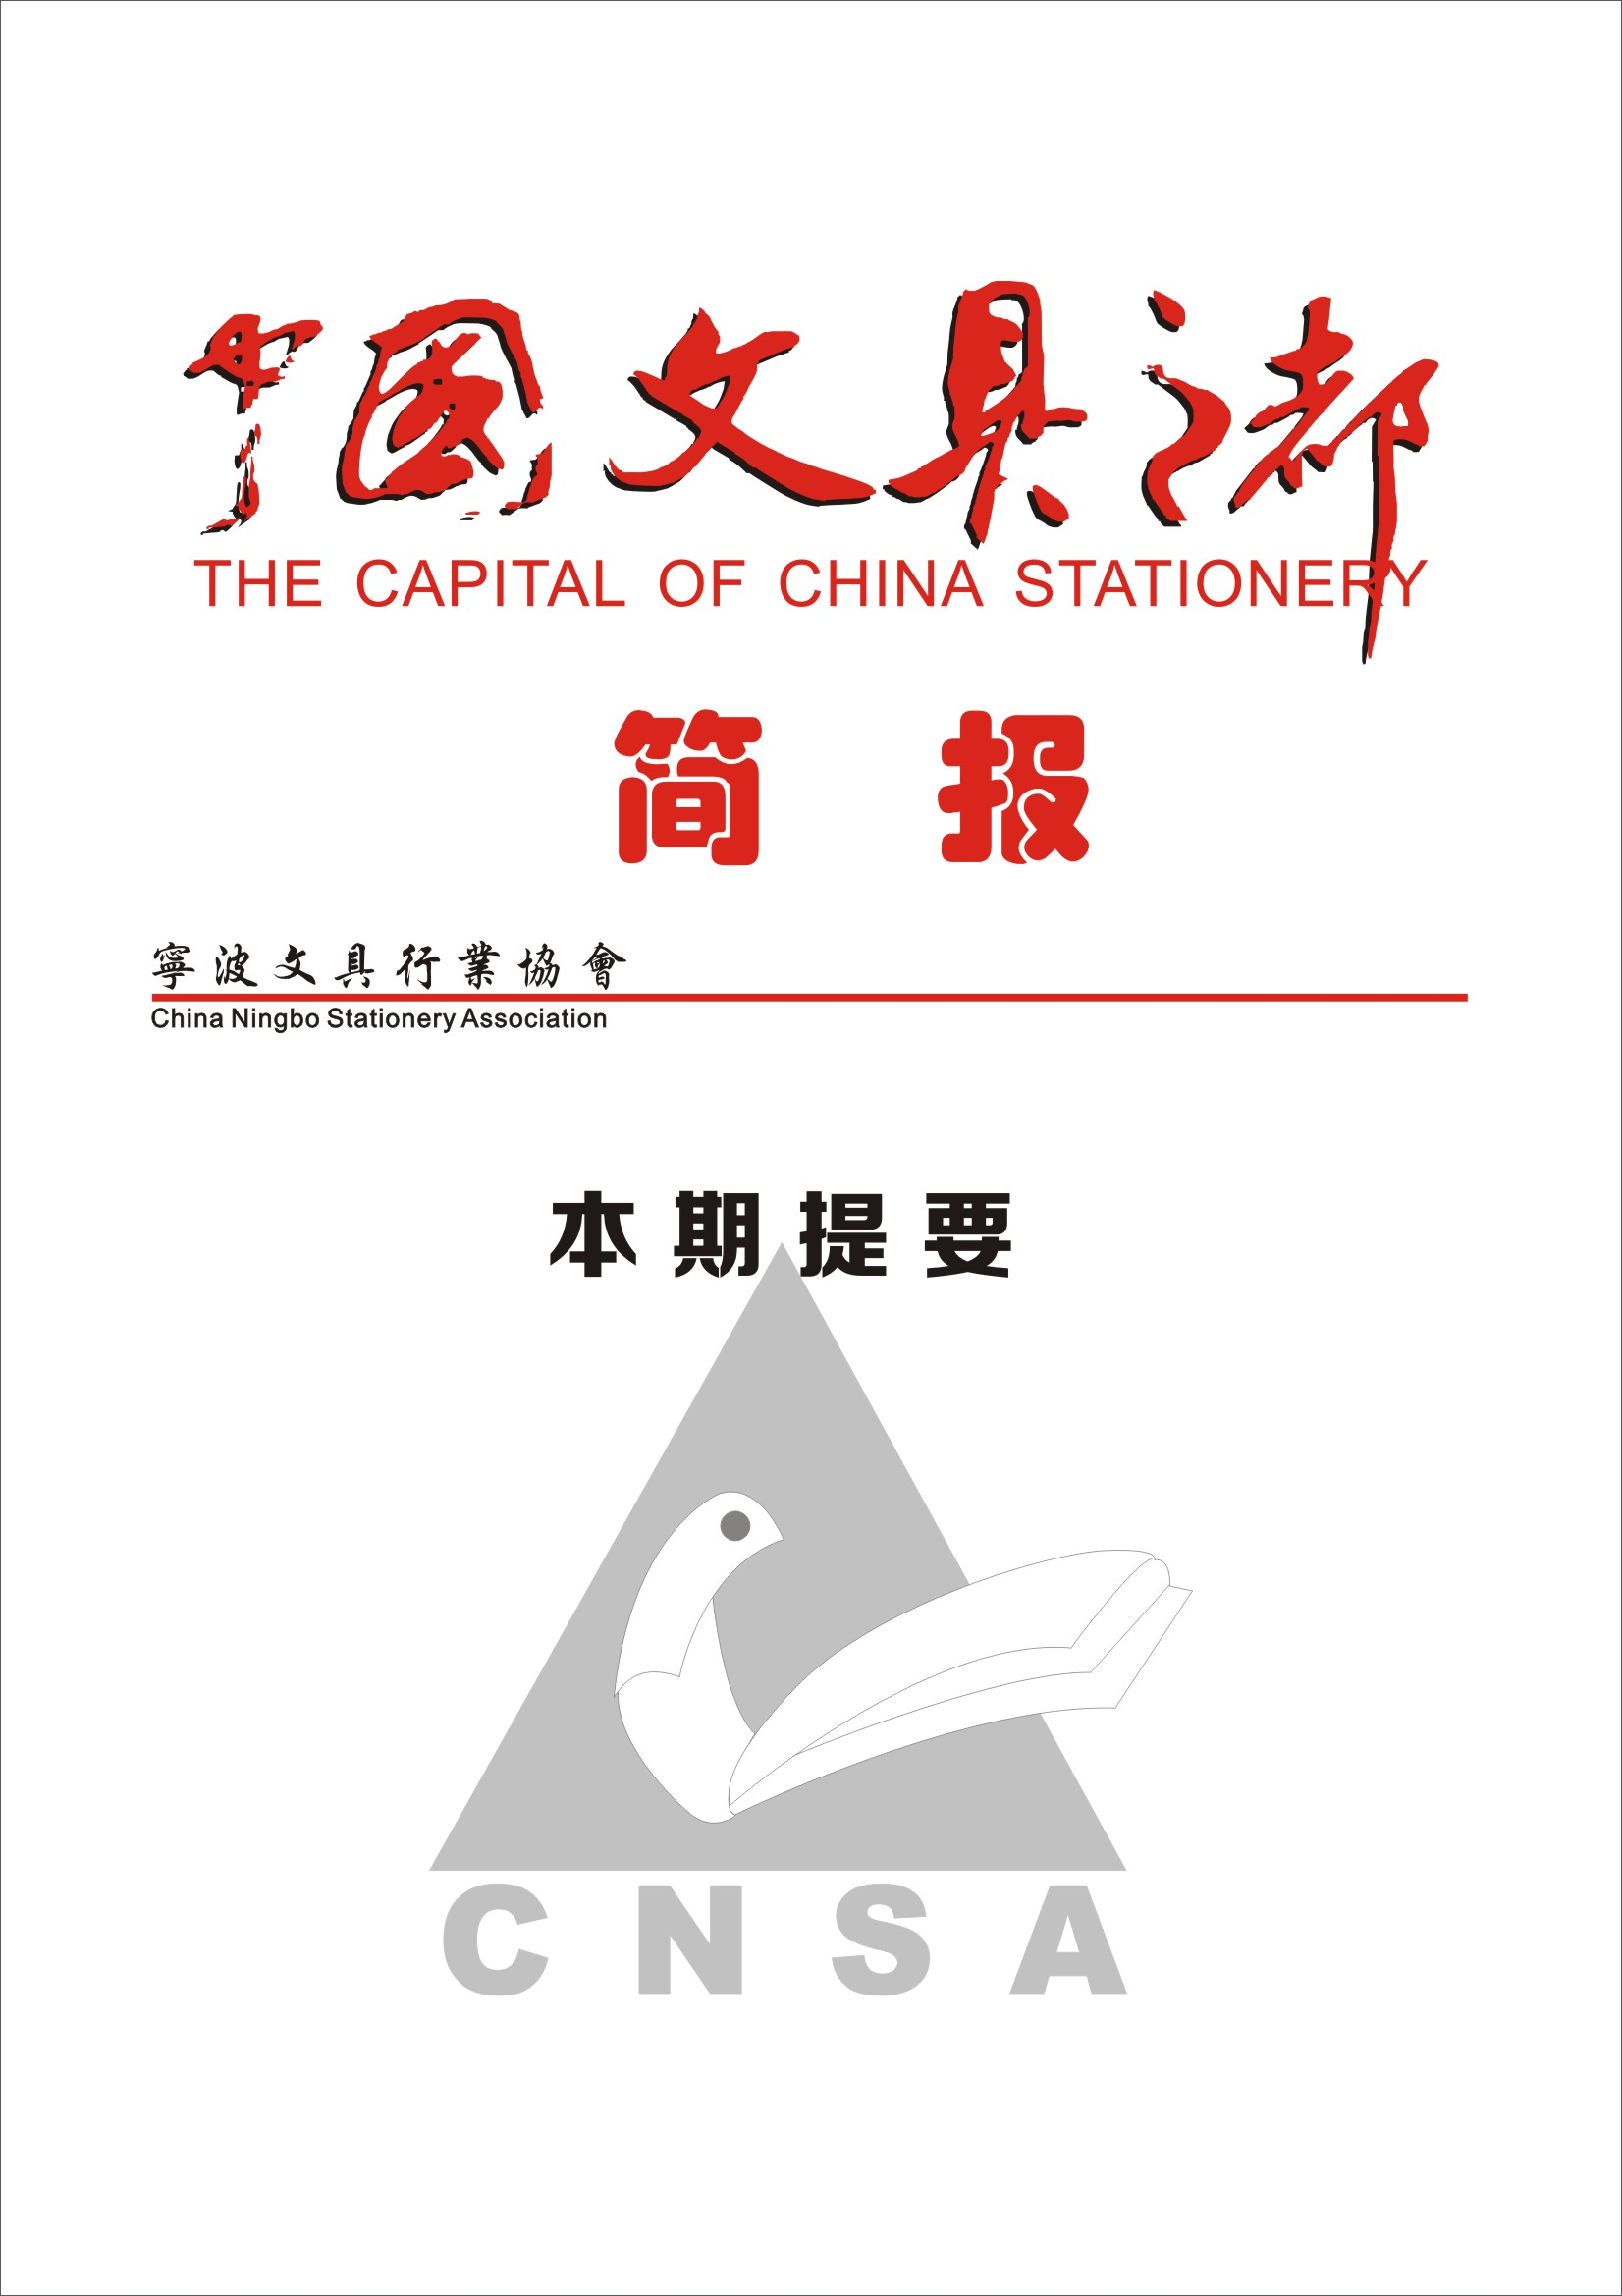 中國文具之都
THE CAPITAL OF CHINA STATIONERY
简报
寧波文具行業協會
China Ningbo Stationery Association
本期提要
CNSA